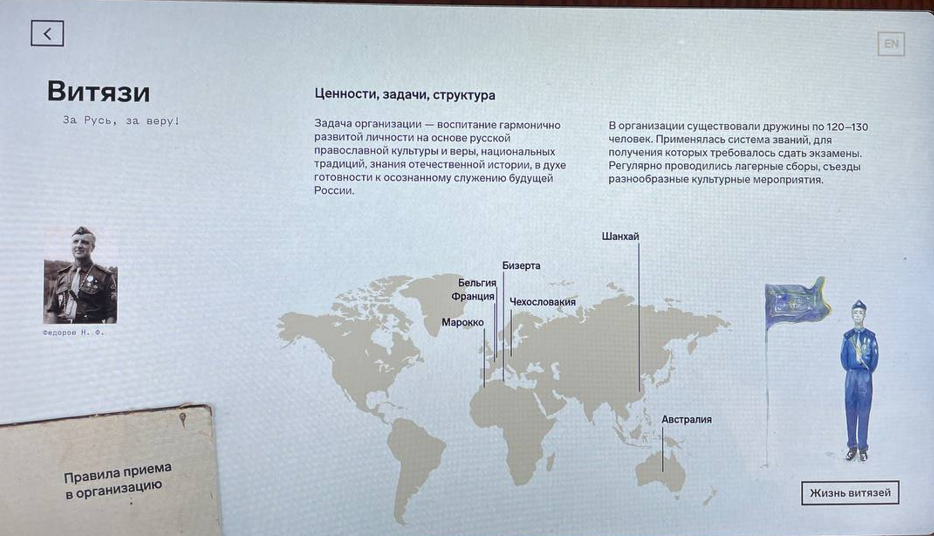 EN
Витязи
За Русь, за веру!
Ценности, задачи, структура
Задача организации — воспитание гармонично
развитой личности на основе русской
православной культуры и веры, национальных
традиций, знания отечественной истории, в духе
готовности к осознанному служению будущей
России.
В организации существовали дружины по 120–130
человек. Применялась система званий, для
получения которых требовалось сдать экзамены.
Регулярно проводились лагерные сборы, съезды
разнообразные культурные мероприятия.
Федоров Н. Ф.
Шанхай
Бизерта
Бельгия
Франция
Чехословакия
Марокко
Австралия
Правила приема
в организацию
Жизнь витязей